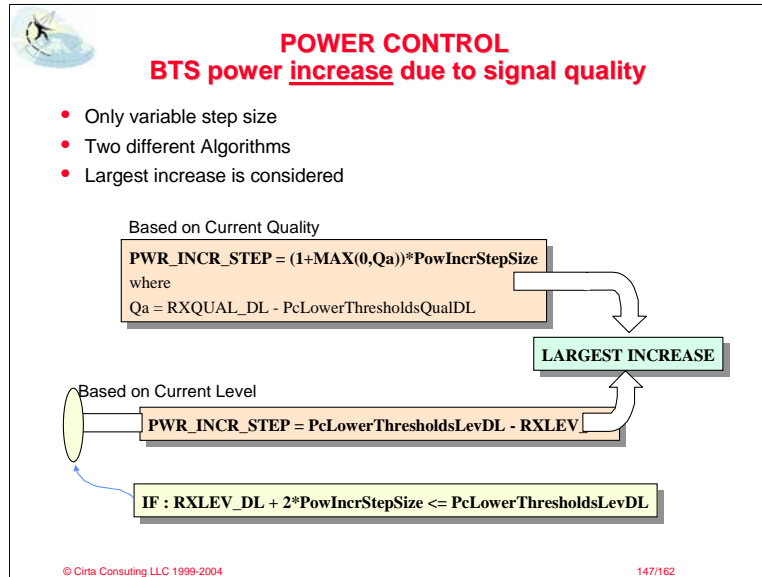 POWER CONTROL
BTS power increase due to signal quality
• Only variable step size
• Two different Algorithms
• Largest increase is considered
Based on Current Quality
PWR_INCR_STEP = (1+MAX(0,Qa))*PowIncrStepSize
where
Qa = RXQUAL_DL - PcLowerThresholdsQualDL
LARGEST INCREASE
Based on Current Level
PWR_INCR_STEP = PcLowerThresholdsLevDL - RXLEV_
IF : RXLEV_DL + 2*PowIncrStepSize <= PcLowerThresholdsLevDL
© Cirta Consuting LLC 1999-2004
147/162